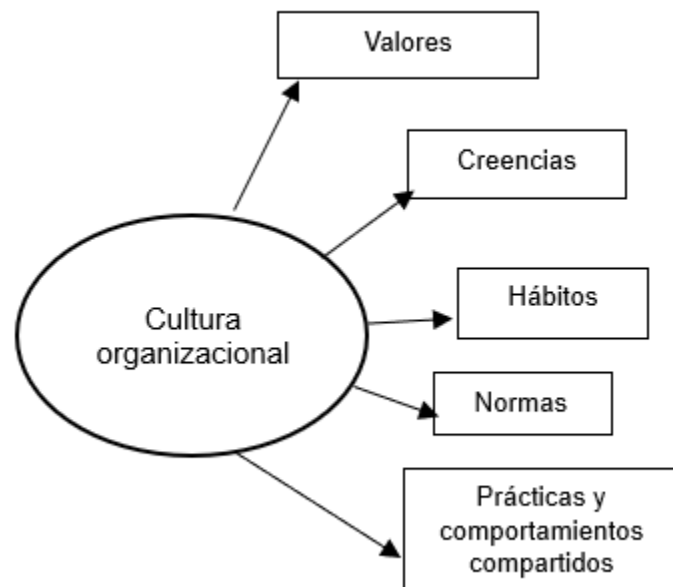 Valores
Creencias
Hábitos
Cultura
organizacional
Normas
Prácticas y
comportamientos
compartidos